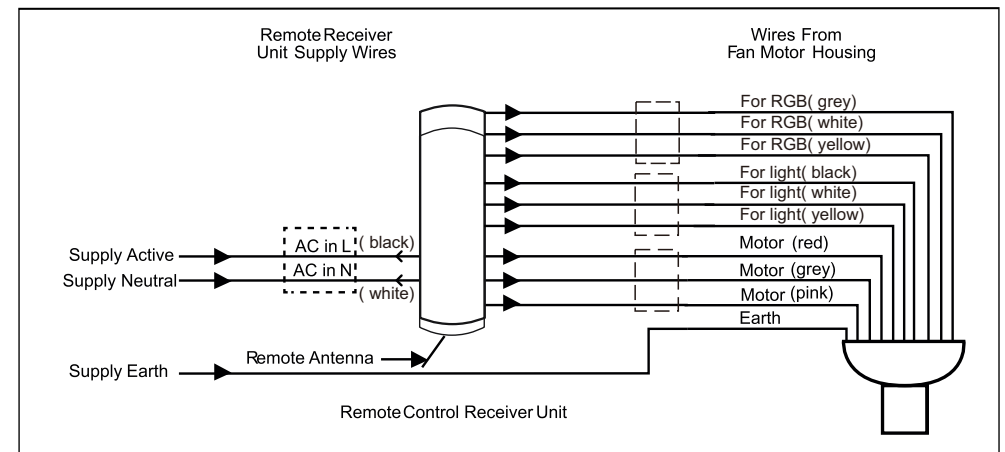 Remote Receiver
Unit Supply Wires
Wires From
Fan Motor Housing
For RGB( grey)
For RGB( white)
For RGB( yellow)
For light( black)
For light( white)
For light( yellow)
Motor (red)
Motor (grey)
Motor (pink)
Earth
Supply Active
AC in L
( black)
Supply Neutral
AC in N
( white)
Remote Antenna
Supply Earth
Remote Control Receiver Unit